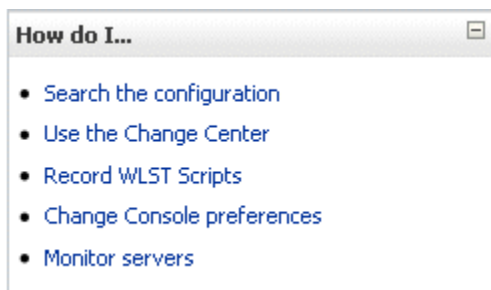 How do I...
Search the configuration
Use the Change Center
Record WLST Scripts
Change Console preferences
Monitor servers